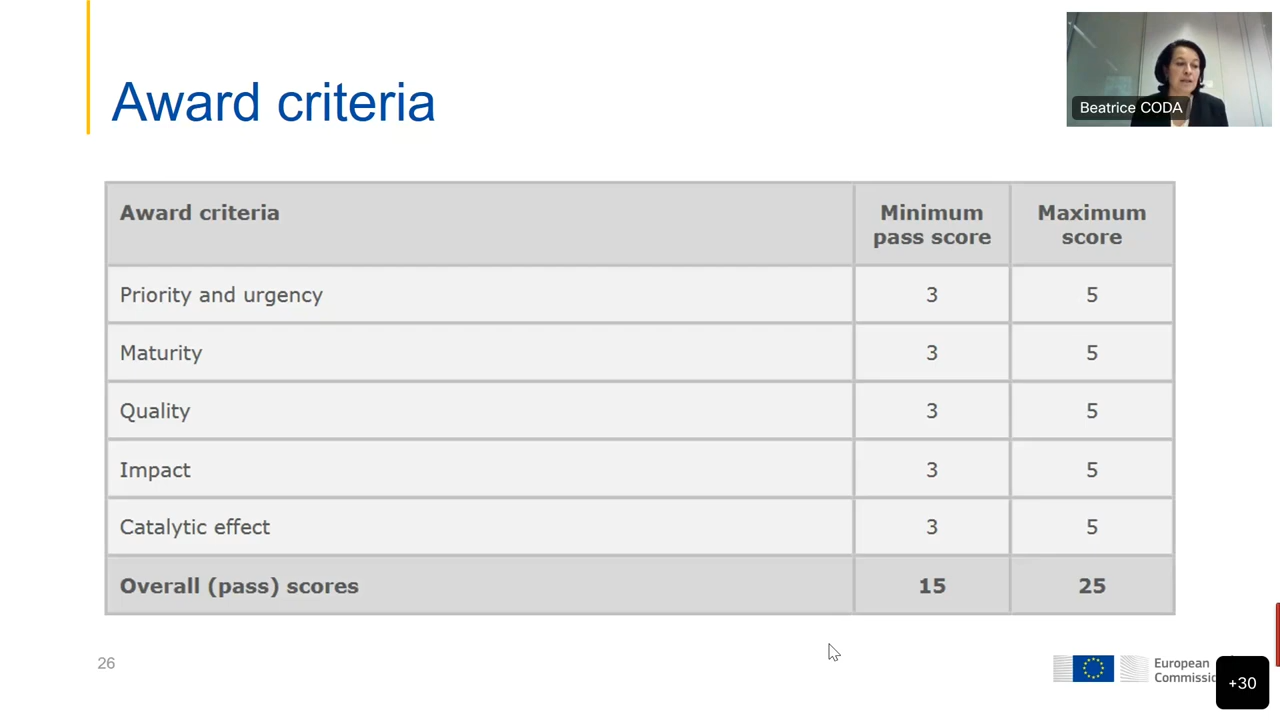 Award criteria
Beatrice CODA
Award criteria
Minimum
pass score
Maximum
score
Priority and urgency 3 5
Maturity 3 5
Quality 3 5
Impact 3 5
Catalytic effect 3 5
Overall (pass) scores 15 25
26
European
+30